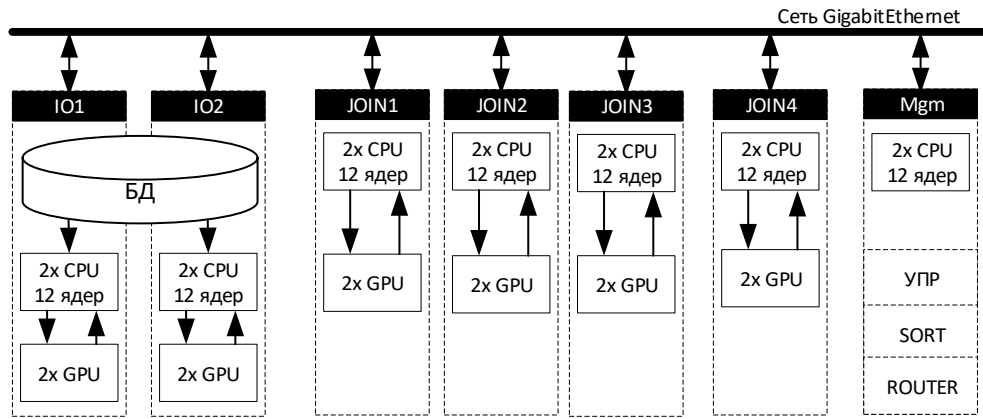 Сеть GigabitEthernet
IO1
IO2
JOIN1
JOIN2
JOIN3
JOIN4
Mgm
БД
2x CPU
12 ядер
2x GPU
2x CPU
12 ядер
2x GPU
2x CPU
12 ядер
2x GPU
2x CPU
12 ядер
2x GPU
2x CPU
12 ядер
2x GPU
2x CPU
12 ядер
2x GPU
2x CPU
12 ядер
УПР
SORT
ROUTER